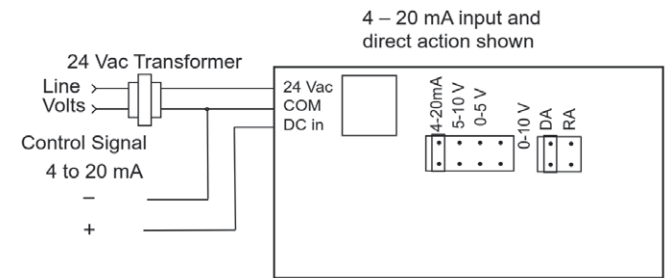 4 – 20 mA input and
direct action shown
24 Vac Transformer
Line
Volts
24 Vac
COM
DC in
Control Signal
4 to 20 mA
–
+
4-20mA
5-10 V
0-5 V
0-10 V
DA
RA